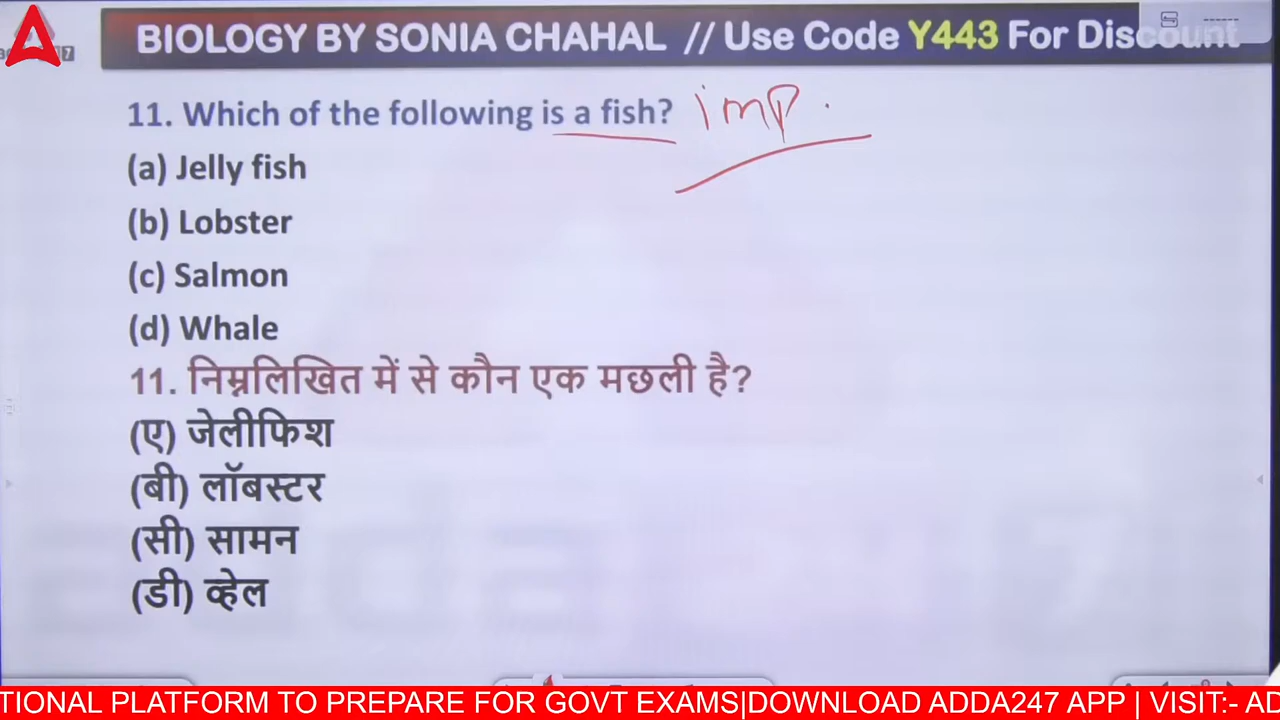 BIOLOGY BY SONIA CHAHAL // Use Code Y443 For Discount
11. Which of the following is a fish? imp.
(a) Jelly fish
(b) Lobster
(c) Salmon
(d) Whale
11. निम्नलिखित में से कौन एक मछली है?
(ए) जेलीफिश
(बी) लॉबस्टर
(सी) सामन
(डी) व्हेल
TIONAL PLATFORM TO PREPARE FOR GOVT EXAMS|DOWNLOAD ADDA247 APP | VISIT:- AD